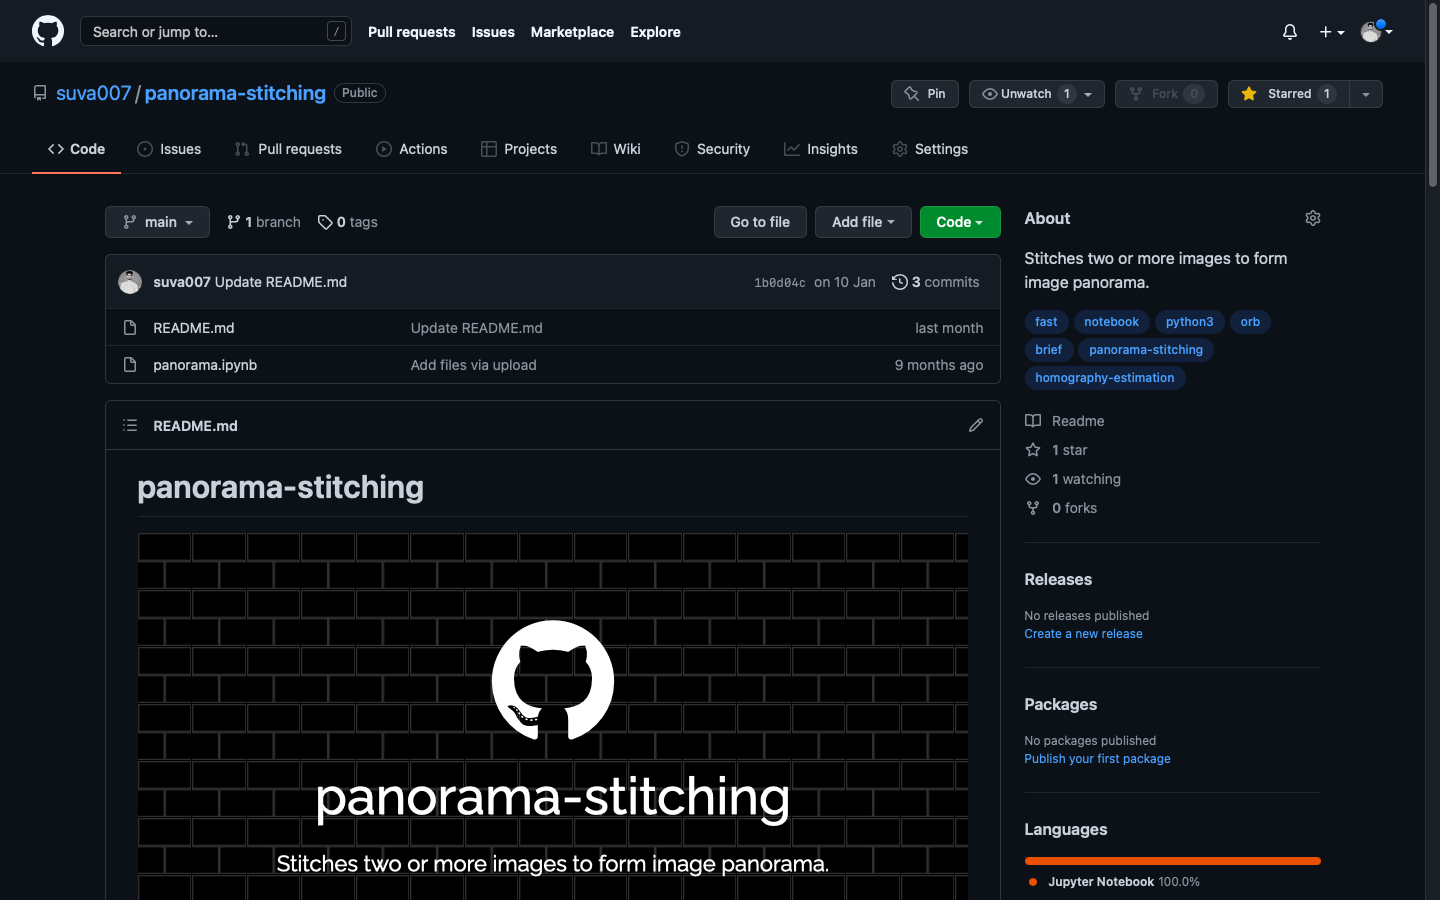 Search or jump to... /
Pull requests Issues Marketplace Explore
suva007 / panorama-stitching Public
Pin
Unwatch 1
Fork 0
Starred 1
Code
Issues
Pull requests
Actions
Projects
Wiki
Security
Insights
Settings
main
1 branch
0 tags
Go to file
Add file
Code
suva007 Update README.md
1b0d04c on 10 Jan
3 commits
README.md Update README.md last month
panorama.ipynb Add files via upload 9 months ago
README.md
panorama-stitching
panorama-stitching
Stitches two or more images to form image panorama.
About
Stitches two or more images to form
image panorama.
fast notebook python3 orb
brief panorama-stitching
homography-estimation
Readme
1 star
1 watching
0 forks
Releases
No releases published
Create a new release
Packages
No packages published
Publish your first package
Languages
Jupyter Notebook 100.0%